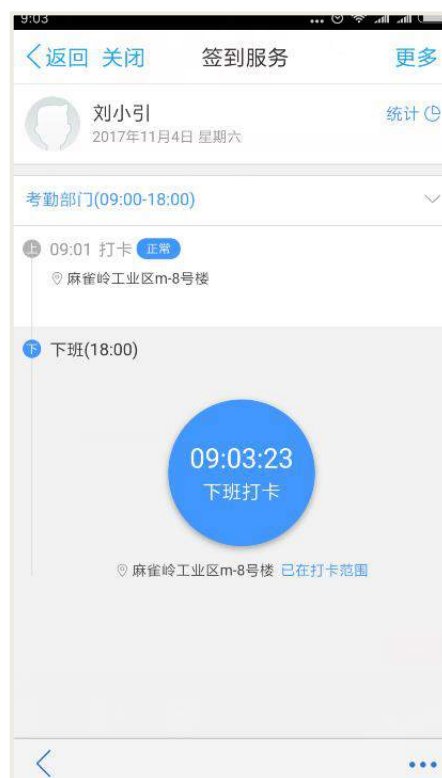 9:03
返回 关闭 签到服务 更多
刘小引 统计
2017年11月4日 星期六
考勤部门(09:00-18:00)
上 09:01 打卡 正常
麻雀岭工业区m-8号楼
下 下班(18:00)
09:03:23
下班打卡
麻雀岭工业区m-8号楼 已在打卡范围